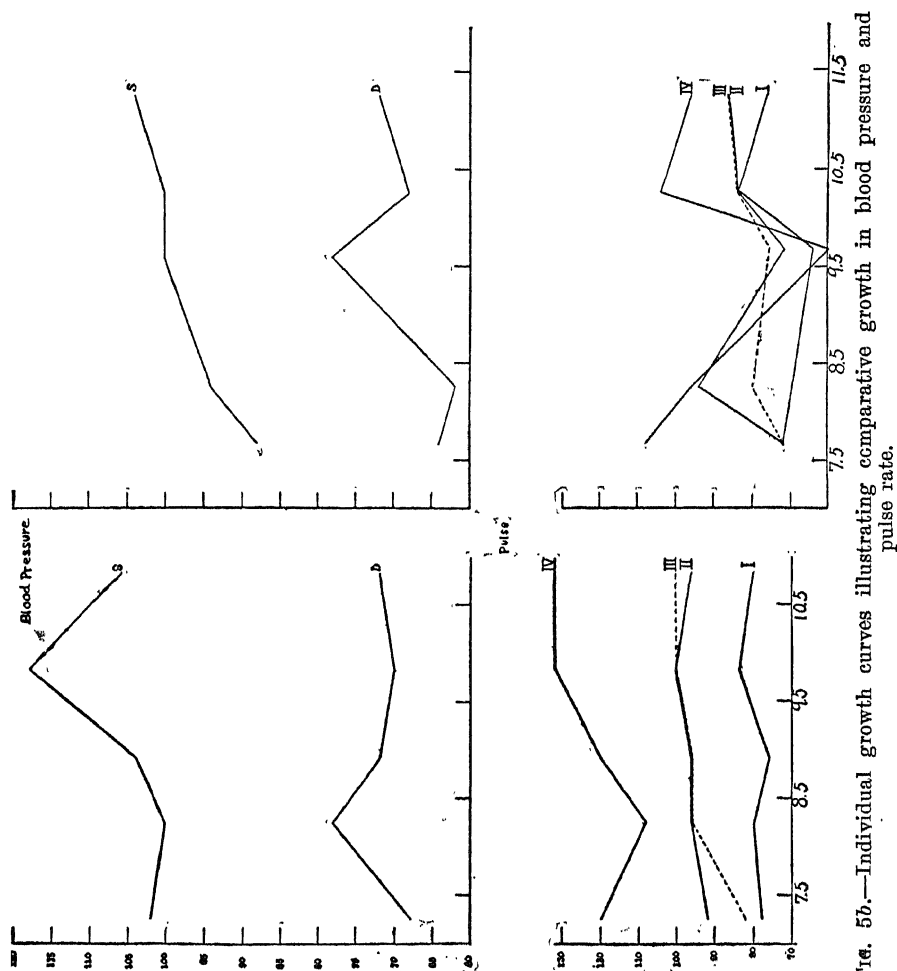 Blood Pressure
120 115 110 105 100 95 90 85 80 75 70 65 60
S
D
S
D
Pulse
130 120 110 100 90 80 70
IV
III
II
I
7.5 8.5 9.5 10.5
IV
III
II
I
7.5 8.5 9.5 10.5 11.5
FIG. 5b.—Individual growth curves illustrating comparative growth in blood pressure and
pulse rate.